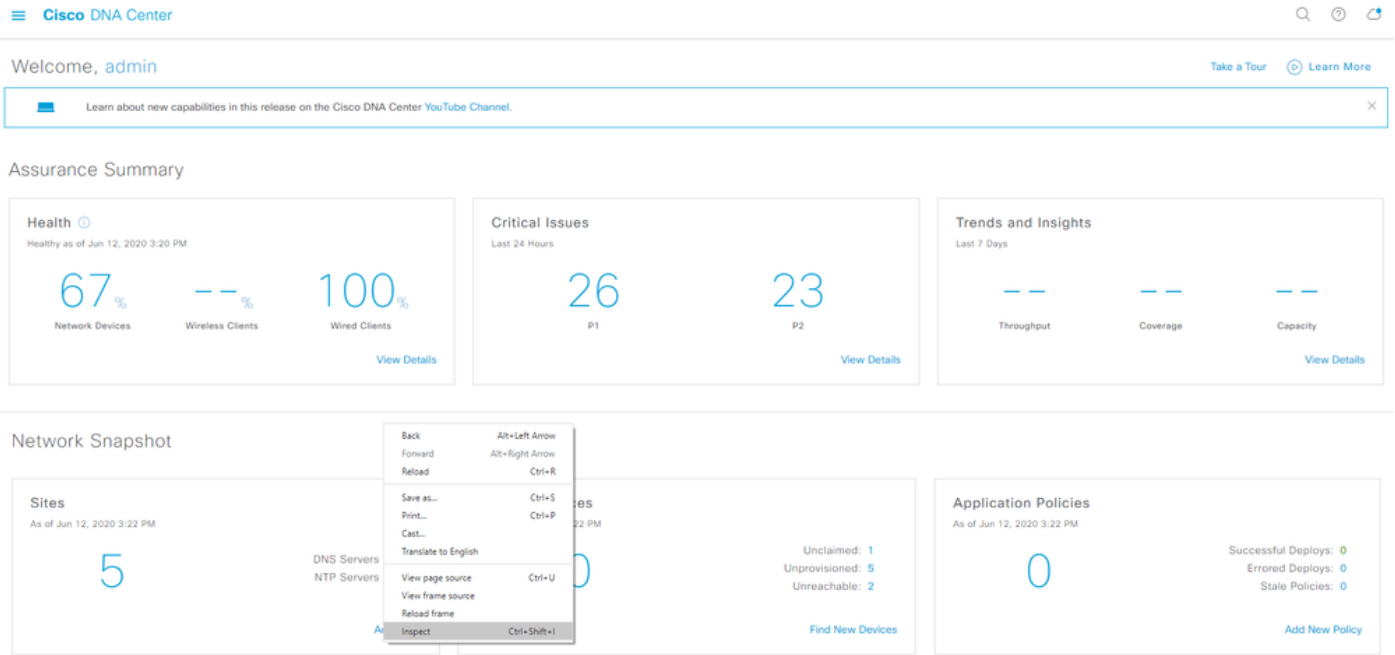 Cisco DNA Center
Welcome, admin
Take a Tour
Learn More
Learn about new capabilities in this release on the Cisco DNA Center YouTube Channel.
Assurance Summary
Health
Healthy as of Jun 12, 2020 3:20 PM
67%
--%
100%
Network Devices
Wireless Clients
Wired Clients
View Details
Critical Issues
Last 24 Hours
26
23
P1
P2
View Details
Trends and Insights
Last 7 Days
--
--
--
Throughput
Coverage
Capacity
View Details
Network Snapshot
Sites
As of Jun 12, 2020 3:22 PM
5
DNS Servers
NTP Servers
Back Alt+Left Arrow
Forward Alt+Right Arrow
Reload Ctrl+R
Save as... Ctrl+S
Print... Ctrl+P
Cast...
Translate to English
View page source Ctrl+U
View frame source
Reload frame
Inspect Ctrl+Shift+I
22 PM
Unclaimed: 1
Unprovisioned: 5
Unreachable: 2
Find New Devices
Application Policies
As of Jun 12, 2020 3:22 PM
0
Successful Deploys: 0
Errored Deploys: 0
Stale Policies: 0
Add New Policy